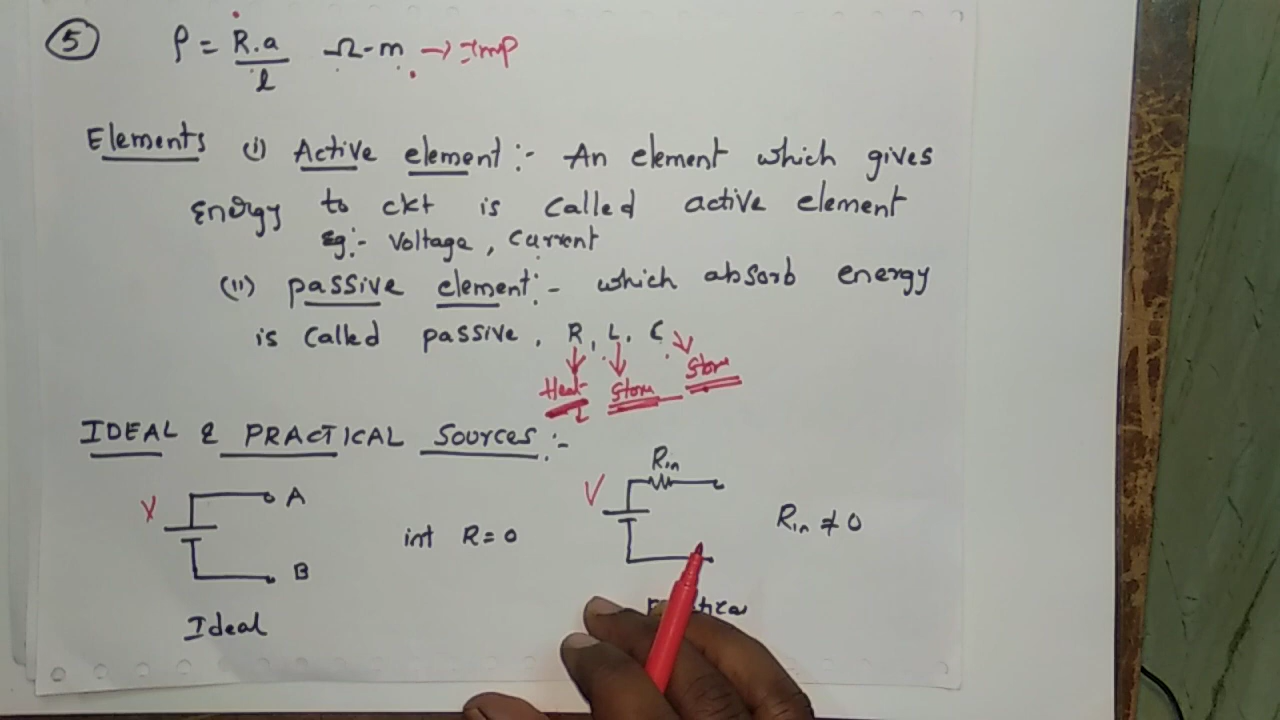 5 ρ = R.a / l Ω-m → Imp
Elements (i) Active element :- An element which gives
Energy to ckt is called active element
Eg:- Voltage, Current
(ii) passive element :- which absorb energy
is called passive, R, L, C
Heat Store Store
IDEAL & PRACTICAL Sources :-
Rin
A
int R = 0
Rin ≠ 0
B
Ideal